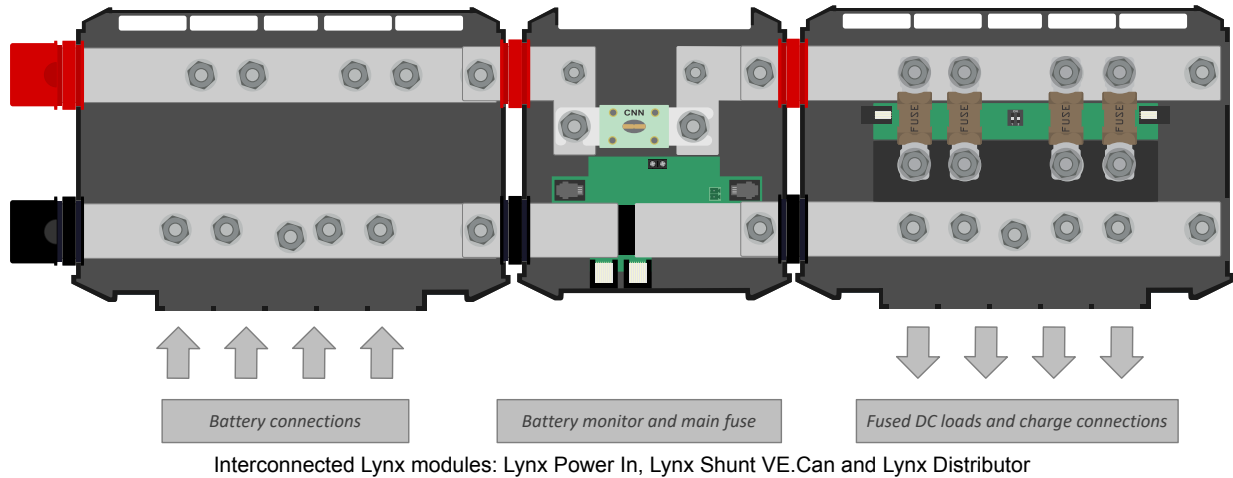 CNN
FUSE
FUSE
FUSE
FUSE
Battery connections
Battery monitor and main fuse
Fused DC loads and charge connections
Interconnected Lynx modules: Lynx Power In, Lynx Shunt VE.Can and Lynx Distributor